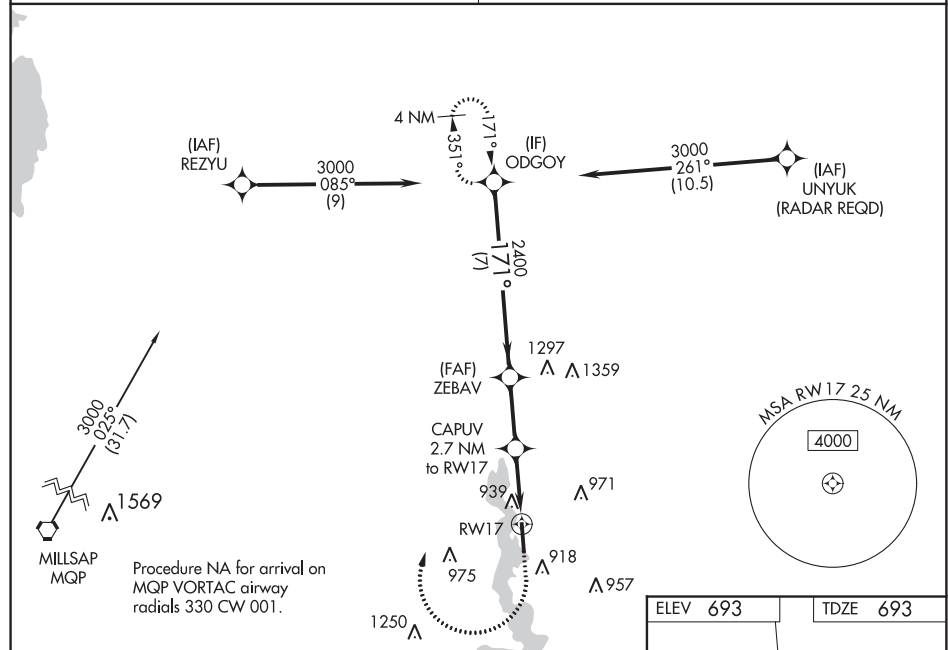 4 NM
351°
171°
(IF)
ODGOY
(IAF)
REZYU
3000
085°
(9)
3000
261°
(10.5)
(IAF)
UNYUK
(RADAR REQD)
2400
171°
(7)
(FAF)
ZEBAV
1297
1359
CAPUV
2.7 NM
to RW17
939
971
RW17
975
918
957
1250
3000
025°
(31.7)
1569
MILLSAP
MQP
Procedure NA for arrival on
MQP VORTAC airway
radials 330 CW 001.
MSA RW17 25 NM
4000
ELEV 693
TDZE 693